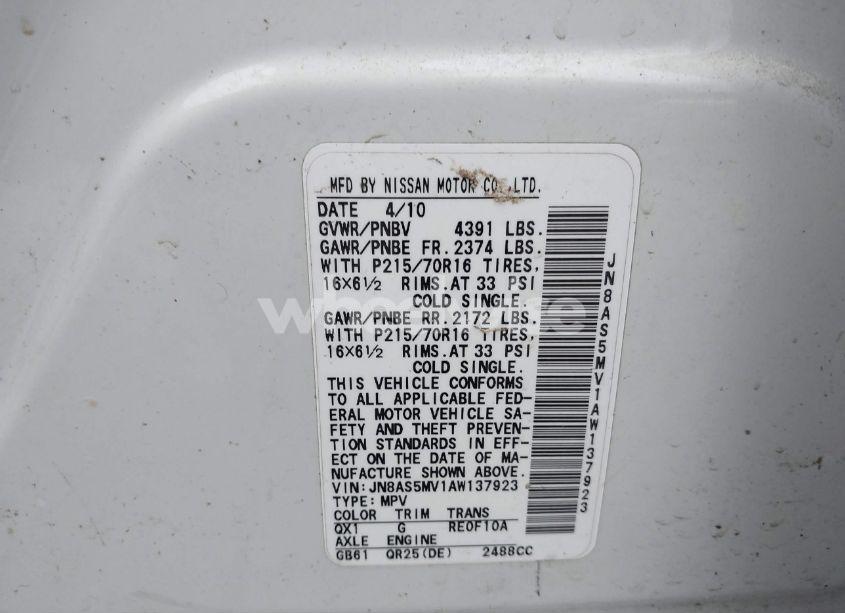 MFD BY NISSAN MOTOR CO.,LTD.
DATE 4/10
GVWR/PNBV 4391 LBS.
GAWR/PNBE FR. 2374 LBS.
WITH P215/70R16 TIRES,
16X6½ RIMS. AT 33 PSI
COLD SINGLE.
GAWR/PNBE RR. 2172 LBS.
WITH P215/70R16 TIRES,
16X6½ RIMS. AT 33 PSI
COLD SINGLE.
THIS VEHICLE CONFORMS
TO ALL APPLICABLE FED-
ERAL MOTOR VEHICLE SA-
FETY AND THEFT PREVEN-
TION STANDARDS IN EFF-
ECT ON THE DATE OF MA-
NUFACTURE SHOWN ABOVE.
VIN:JN8AS5MV1AW137923
TYPE:MPV
COLOR TRIM TRANS
QX1 G RE0F10A
AXLE ENGINE
GB61 QR25(DE) 2488CC
JN8AS5MV1AW137923